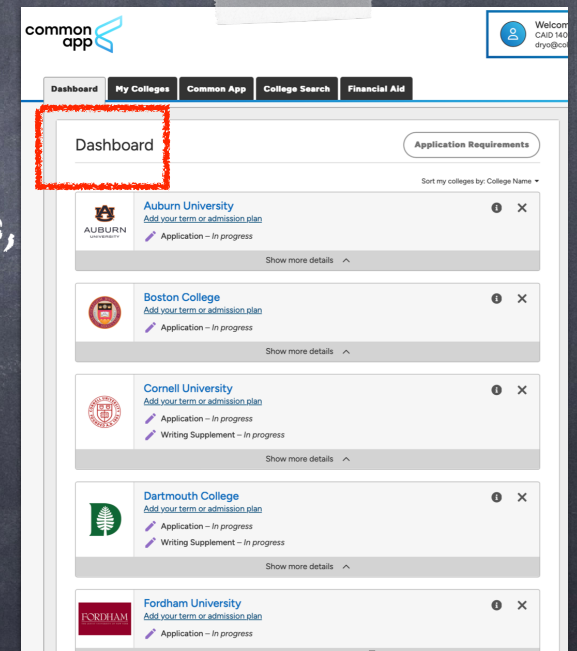 common
app
Welcom
CAID 140
dryo@col
Dashboard My Colleges Common App College Search Financial Aid
Dashboard
Application Requirements
Sort my colleges by: College Name
AUBURN
UNIVERSITY
Auburn University
Add your term or admission plan
Application – In progress
Show more details
Boston College
Add your term or admission plan
Application – In progress
Show more details
Cornell University
Add your term or admission plan
Application – In progress
Writing Supplement – In progress
Show more details
Dartmouth College
Add your term or admission plan
Application – In progress
Writing Supplement – In progress
Show more details
FORDHAM
Fordham University
Add your term or admission plan
Application – In progress